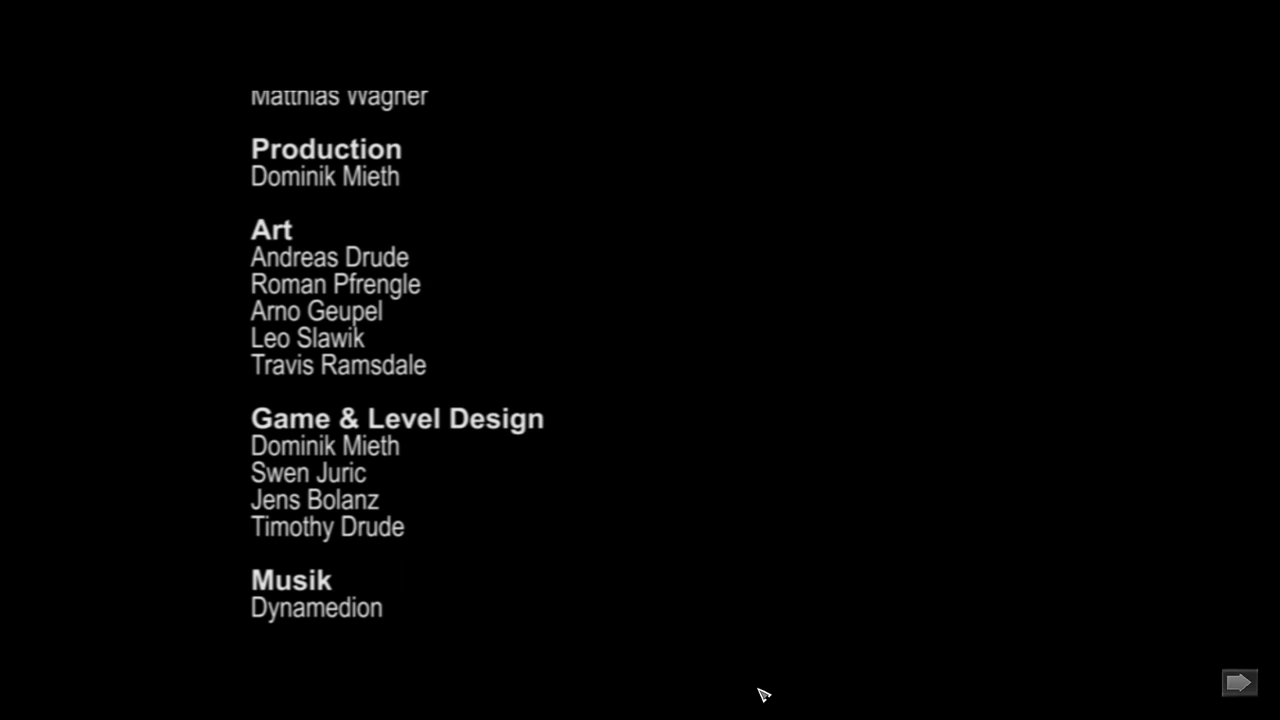 Matthias Wagner
Production
Dominik Mieth
Art
Andreas Drude
Roman Pfrengle
Arno Geupel
Leo Slawik
Travis Ramsdale
Game & Level Design
Dominik Mieth
Swen Juric
Jens Bolanz
Timothy Drude
Musik
Dynamedion